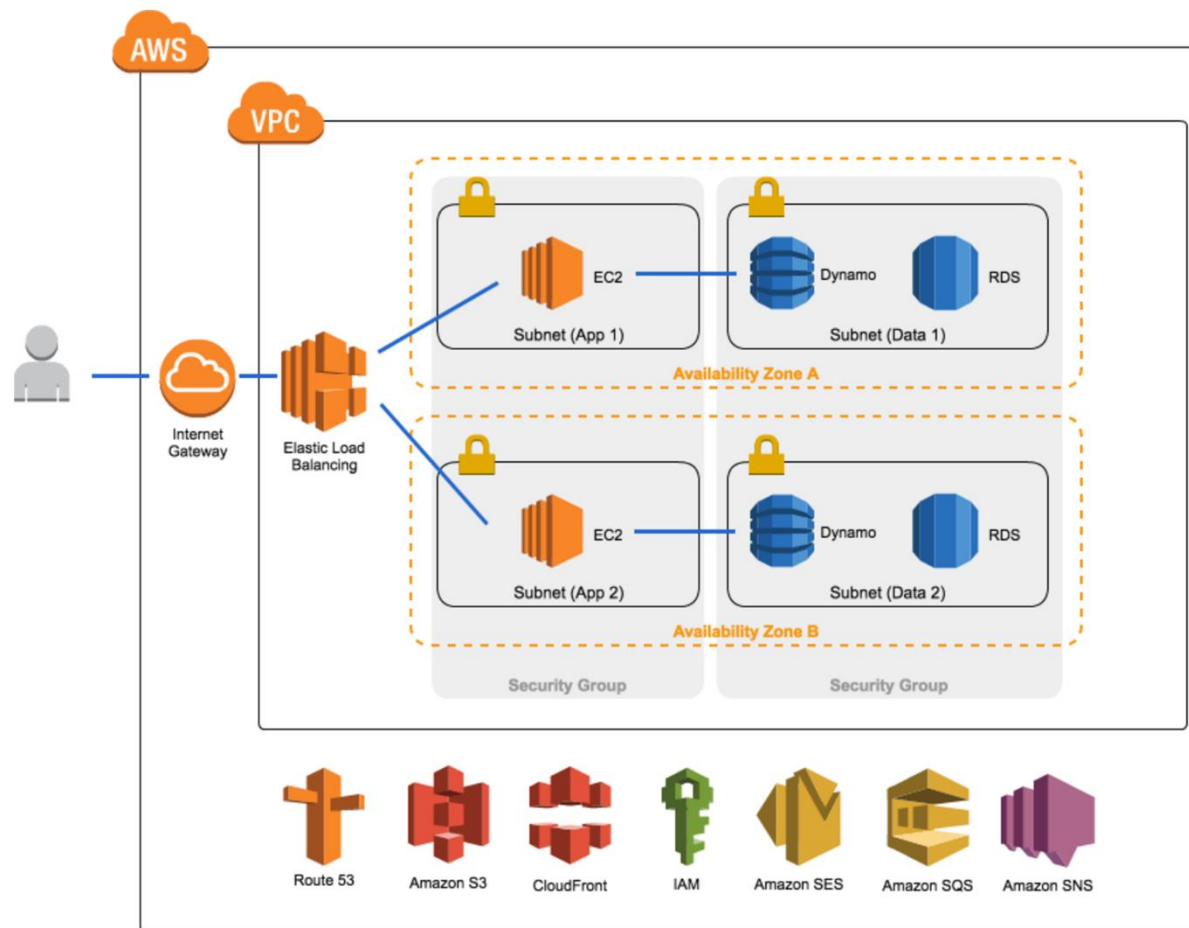 AWS
VPC
EC2
Dynamo
RDS
Subnet (App 1)
Subnet (Data 1)
Availability Zone A
Internet
Gateway
Elastic Load
Balancing
EC2
Dynamo
RDS
Subnet (App 2)
Subnet (Data 2)
Availability Zone B
Security Group
Security Group
Route 53
Amazon S3
CloudFront
IAM
Amazon SES
Amazon SQS
Amazon SNS